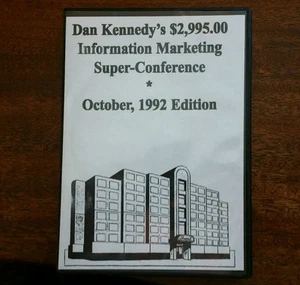 Dan Kennedy's $2,995.00
Information Marketing
Super-Conference
*
October, 1992 Edition